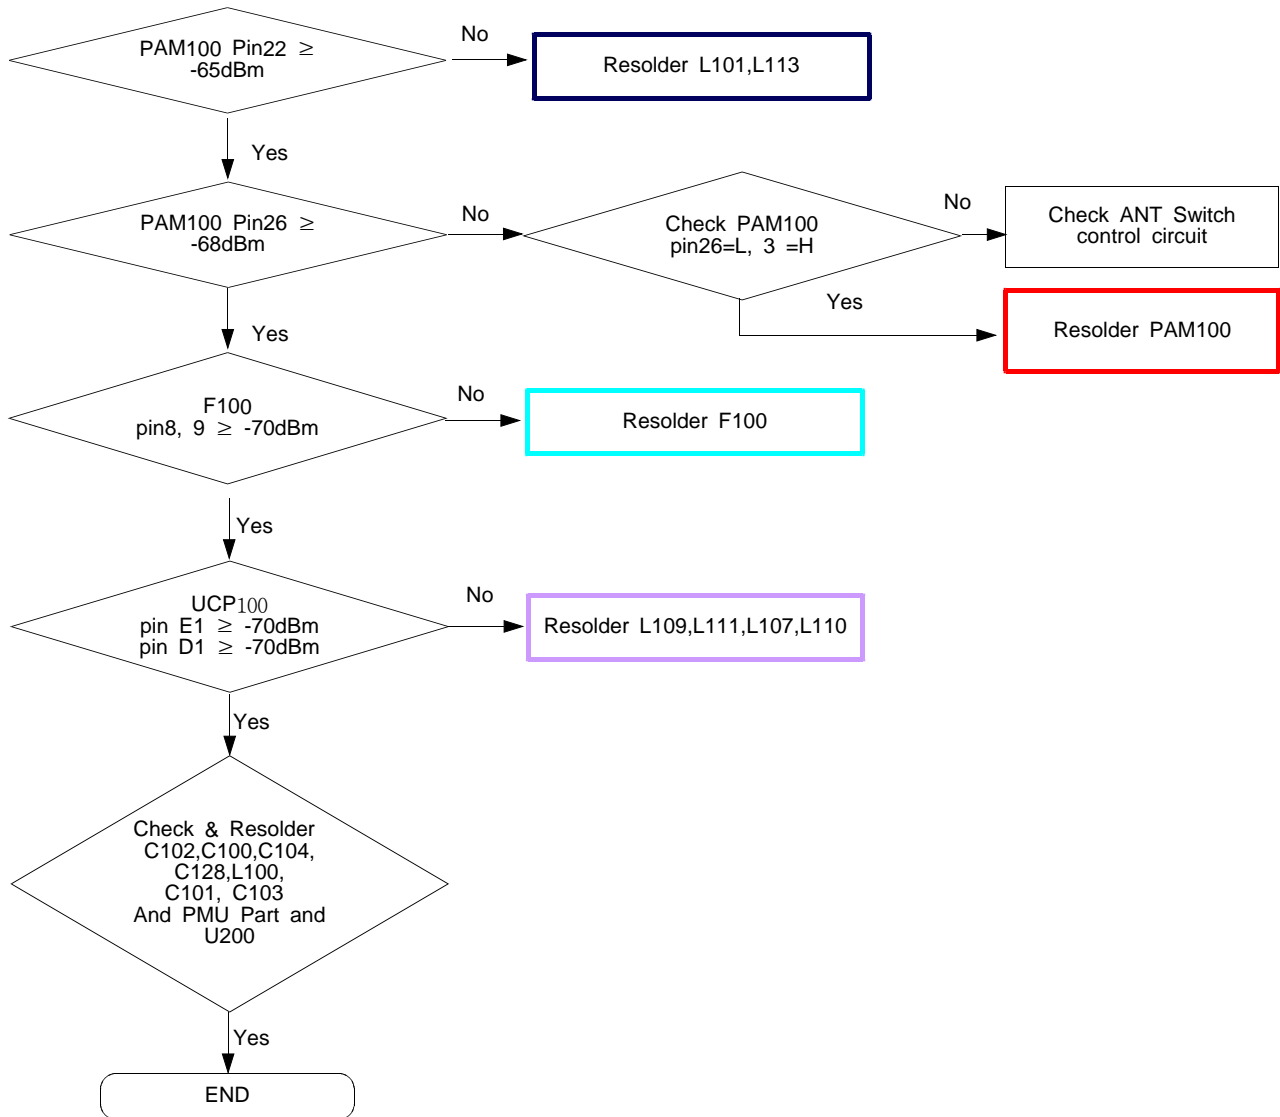 PAM100 Pin22 ≥
-65dBm
No
Resolder L101,L113
Yes
PAM100 Pin26 ≥
-68dBm
No
Check PAM100
pin26=L, 3 =H
No
Check ANT Switch
control circuit
Yes
Resolder PAM100
Yes
F100
pin8, 9 ≥ -70dBm
No
Resolder F100
Yes
UCP100
pin E1 ≥ -70dBm
pin D1 ≥ -70dBm
No
Resolder L109,L111,L107,L110
Yes
Check & Resolder
C102,C100,C104,
C128,L100,
C101, C103
And PMU Part and
U200
Yes
END